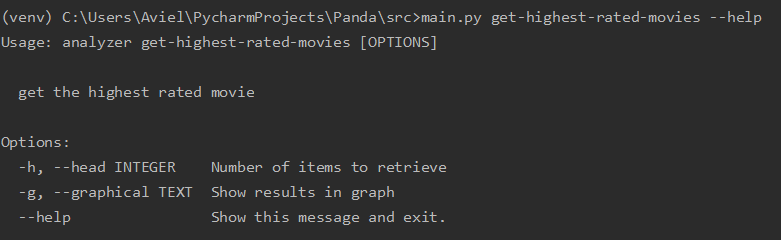 (venv) C:\Users\Aviel\PycharmProjects\Panda\src>main.py get-highest-rated-movies --help
Usage: analyzer get-highest-rated-movies [OPTIONS]
get the highest rated movie
Options:
-h, --head INTEGER    Number of items to retrieve
-g, --graphical TEXT  Show results in graph
--help                Show this message and exit.